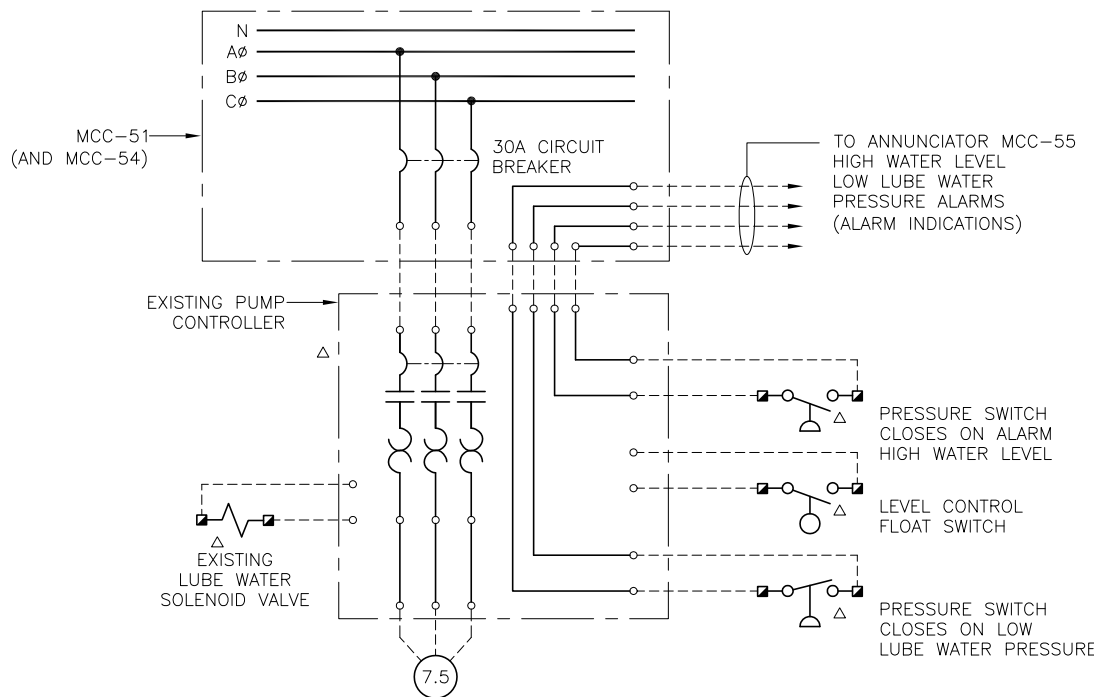 N
AØ
BØ
CØ
MCC-51
(AND MCC-54)
30A CIRCUIT
BREAKER
TO ANNUNCIATOR MCC-55
HIGH WATER LEVEL
LOW LUBE WATER
PRESSURE ALARMS
(ALARM INDICATIONS)
EXISTING PUMP
CONTROLLER
PRESSURE SWITCH
CLOSES ON ALARM
HIGH WATER LEVEL
LEVEL CONTROL
FLOAT SWITCH
EXISTING
LUBE WATER
SOLENOID VALVE
PRESSURE SWITCH
CLOSES ON LOW
LUBE WATER PRESSURE
7.5